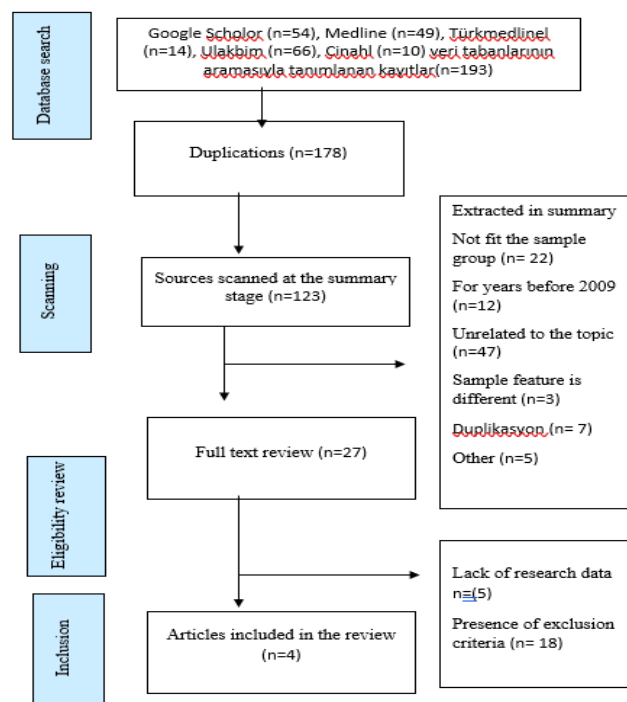 Database search
Google Scholor (n=54), Medline (n=49), Türkmedlinel
(n=14), Ulakbim (n=66), Cinahl (n=10) veri tabanlarının
aramasıyla tanımlanan kayıtlar(n=193)
Duplications (n=178)
Scanning
Sources scanned at the summary
stage (n=123)
Extracted in summary
Not fit the sample
group (n= 22)
For years before 2009
(n=12)
Unrelated to the topic
(n=47)
Sample feature is
different (n=3)
Duplikasyon (n= 7)
Other (n=5)
Eligibility review
Full text review (n=27)
Lack of research data
n=(5)
Presence of exclusion
criteria (n= 18)
Inclusion
Articles included in the review
(n=4)